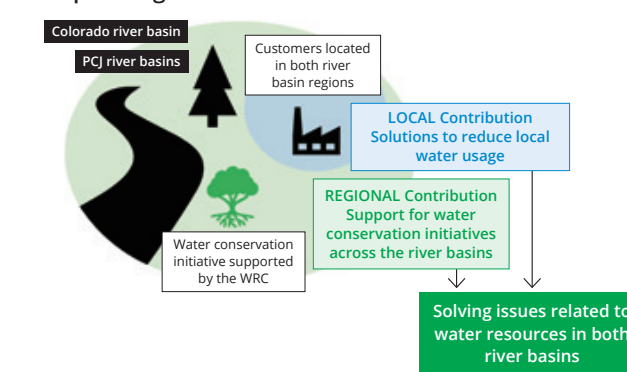 Colorado river basin
PCJ river basins
Customers located
in both river
basin regions
LOCAL Contribution
Solutions to reduce local
water usage
REGIONAL Contribution
Support for water
conservation initiatives
across the river basins
Water conservation
initiative supported
by the WRC
Solving issues related to
water resources in both
river basins